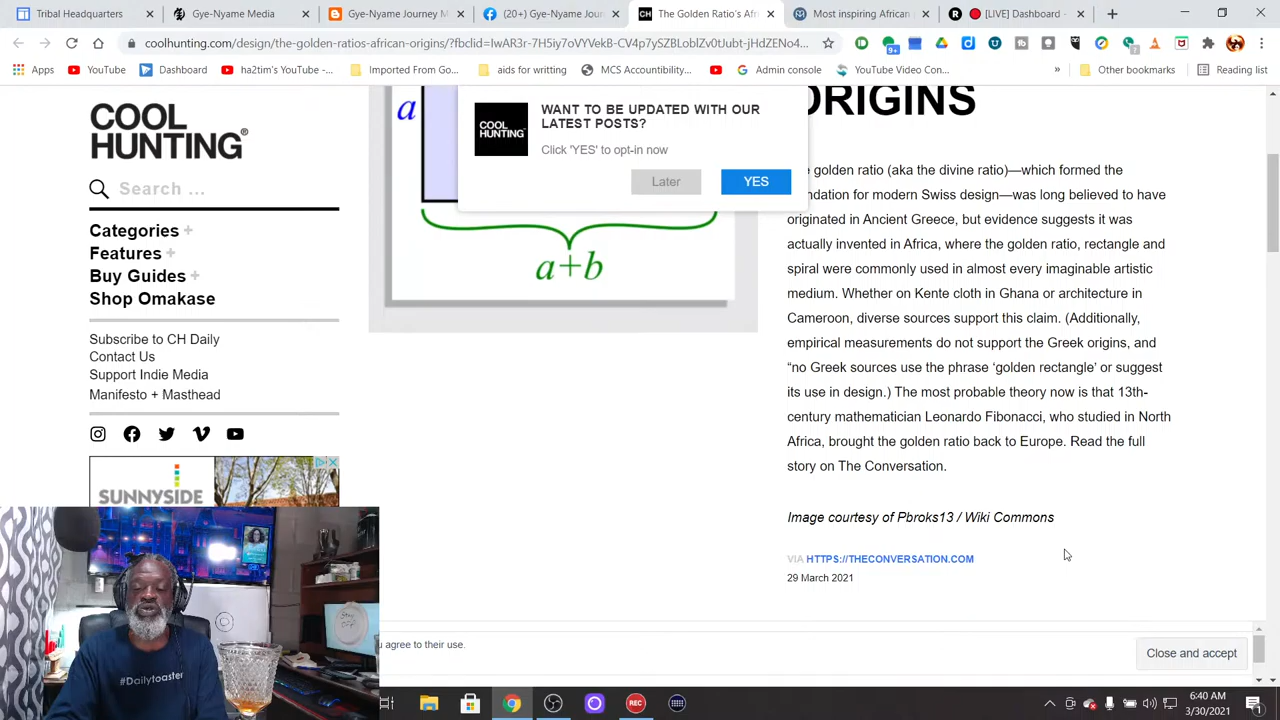 Tribal Headquarters
Gye-Nyame Media
Gye-Nyame Journey M
(20+) Gye-Nyame Journ
The Golden Ratio's Afr
Most inspiring African
[LIVE] Dashboard -
coolhunting.com/design/the-golden-ratios-african-origins/?fbclid=IwAR3r-7H5iy7oVYVekB-OV4p7ySZBLoblZv0tJubt-jHdZENo4...
9+
Apps
YouTube
Dashboard
ha2tim's YouTube -...
Imported From Go...
aids for writting
MCS Accountibility...
Admin console
YouTube Video Con...
»
Other bookmarks
Reading list
COOL
HUNTING®
Search ...
Categories +
Features +
Buy Guides +
Shop Omakase
Subscribe to CH Daily
Contact Us
Support Indie Media
Manifesto + Masthead
SUNNYSIDE
a
a+b
COOL
HUNTING
WANT TO BE UPDATED WITH OUR
LATEST POSTS?
Click 'YES' to opt-in now
Later
YES
ORIGINS
golden ratio (aka the divine ratio)—which formed the
ndation for modern Swiss design—was long believed to have
originated in Ancient Greece, but evidence suggests it was
actually invented in Africa, where the golden ratio, rectangle and
spiral were commonly used in almost every imaginable artistic
medium. Whether on Kente cloth in Ghana or architecture in
Cameroon, diverse sources support this claim. (Additionally,
empirical measurements do not support the Greek origins, and
“no Greek sources use the phrase ‘golden rectangle’ or suggest
its use in design.) The most probable theory now is that 13th-
century mathematician Leonardo Fibonacci, who studied in North
Africa, brought the golden ratio back to Europe. Read the full
story on The Conversation.
Image courtesy of Pbroks13 / Wiki Commons
VIA HTTPS://THECONVERSATION.COM
29 March 2021
u agree to their use.
Close and accept
#Dailytoaster
REC
6:40 AM
3/30/2021